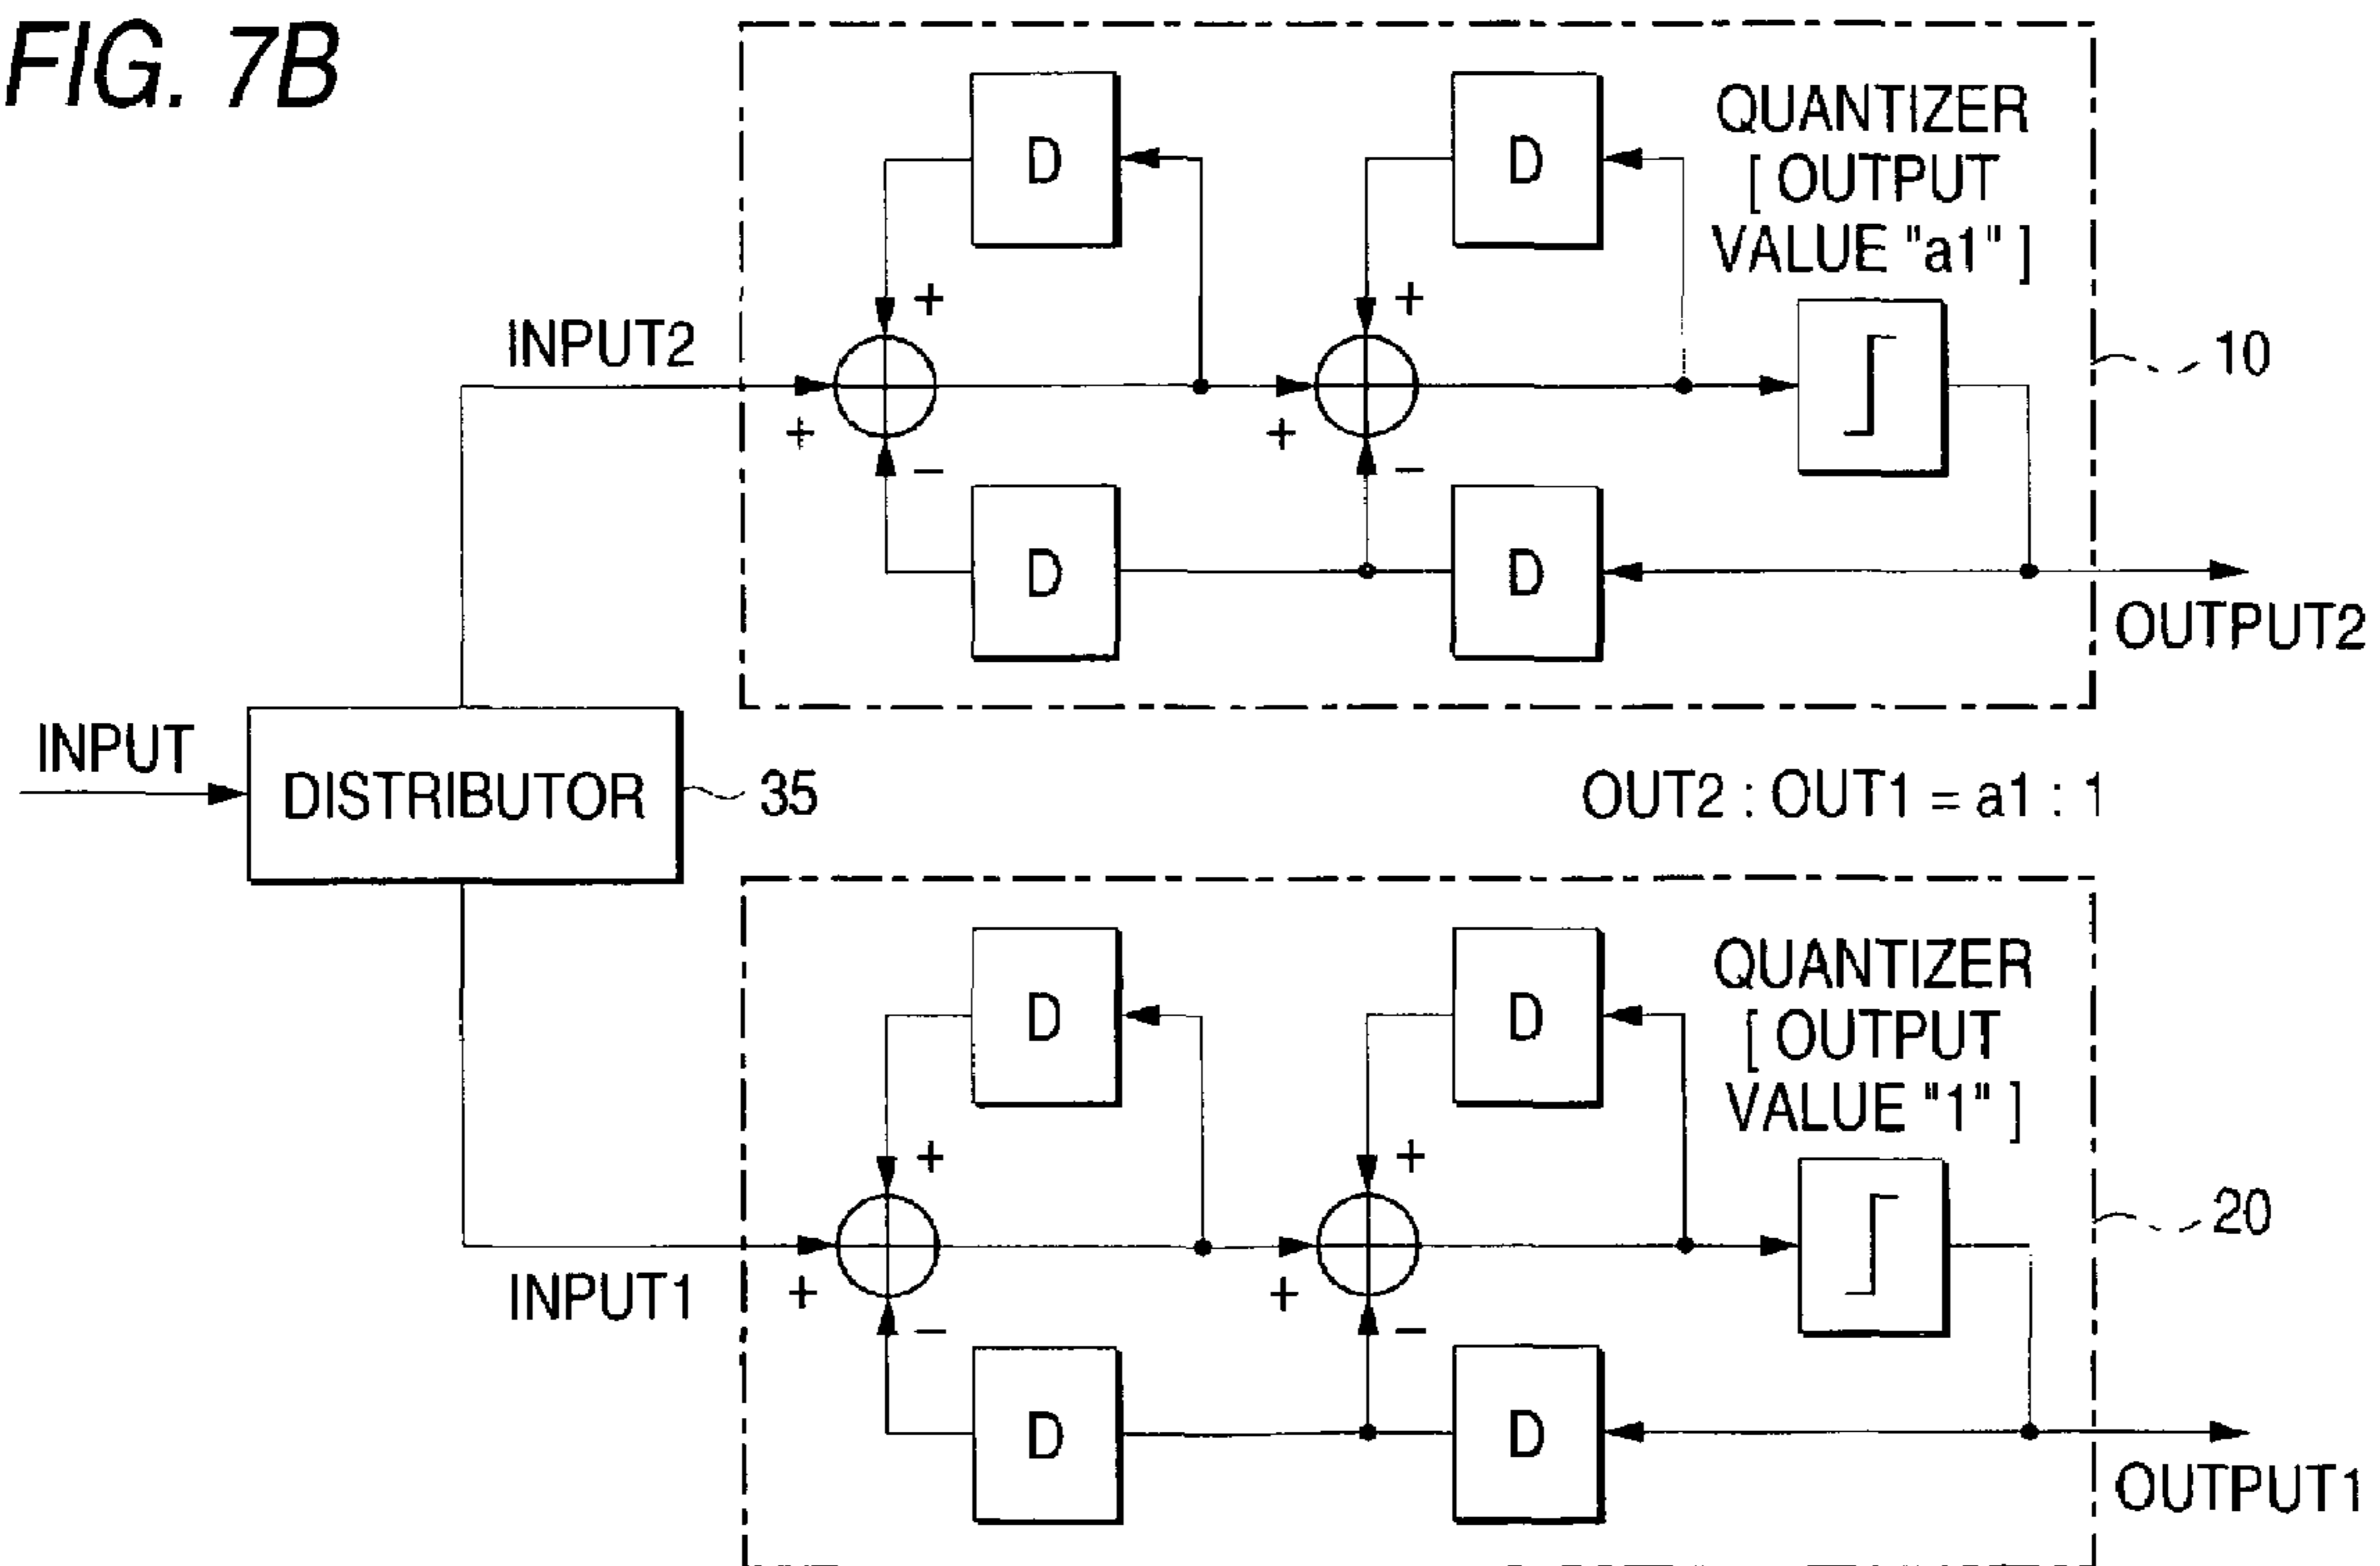 FIG. 7B
D
D
QUANTIZER
[ OUTPUT
VALUE "a1" ]
+
+
INPUT2
10
+
+
–
–
D
D
OUTPUT2
INPUT
DISTRIBUTOR
35
OUT2 : OUT1 = a1 : 1
D
D
QUANTIZER
[ OUTPUT
VALUE "1" ]
+
+
20
INPUT1
+
+
–
–
D
D
OUTPUT1